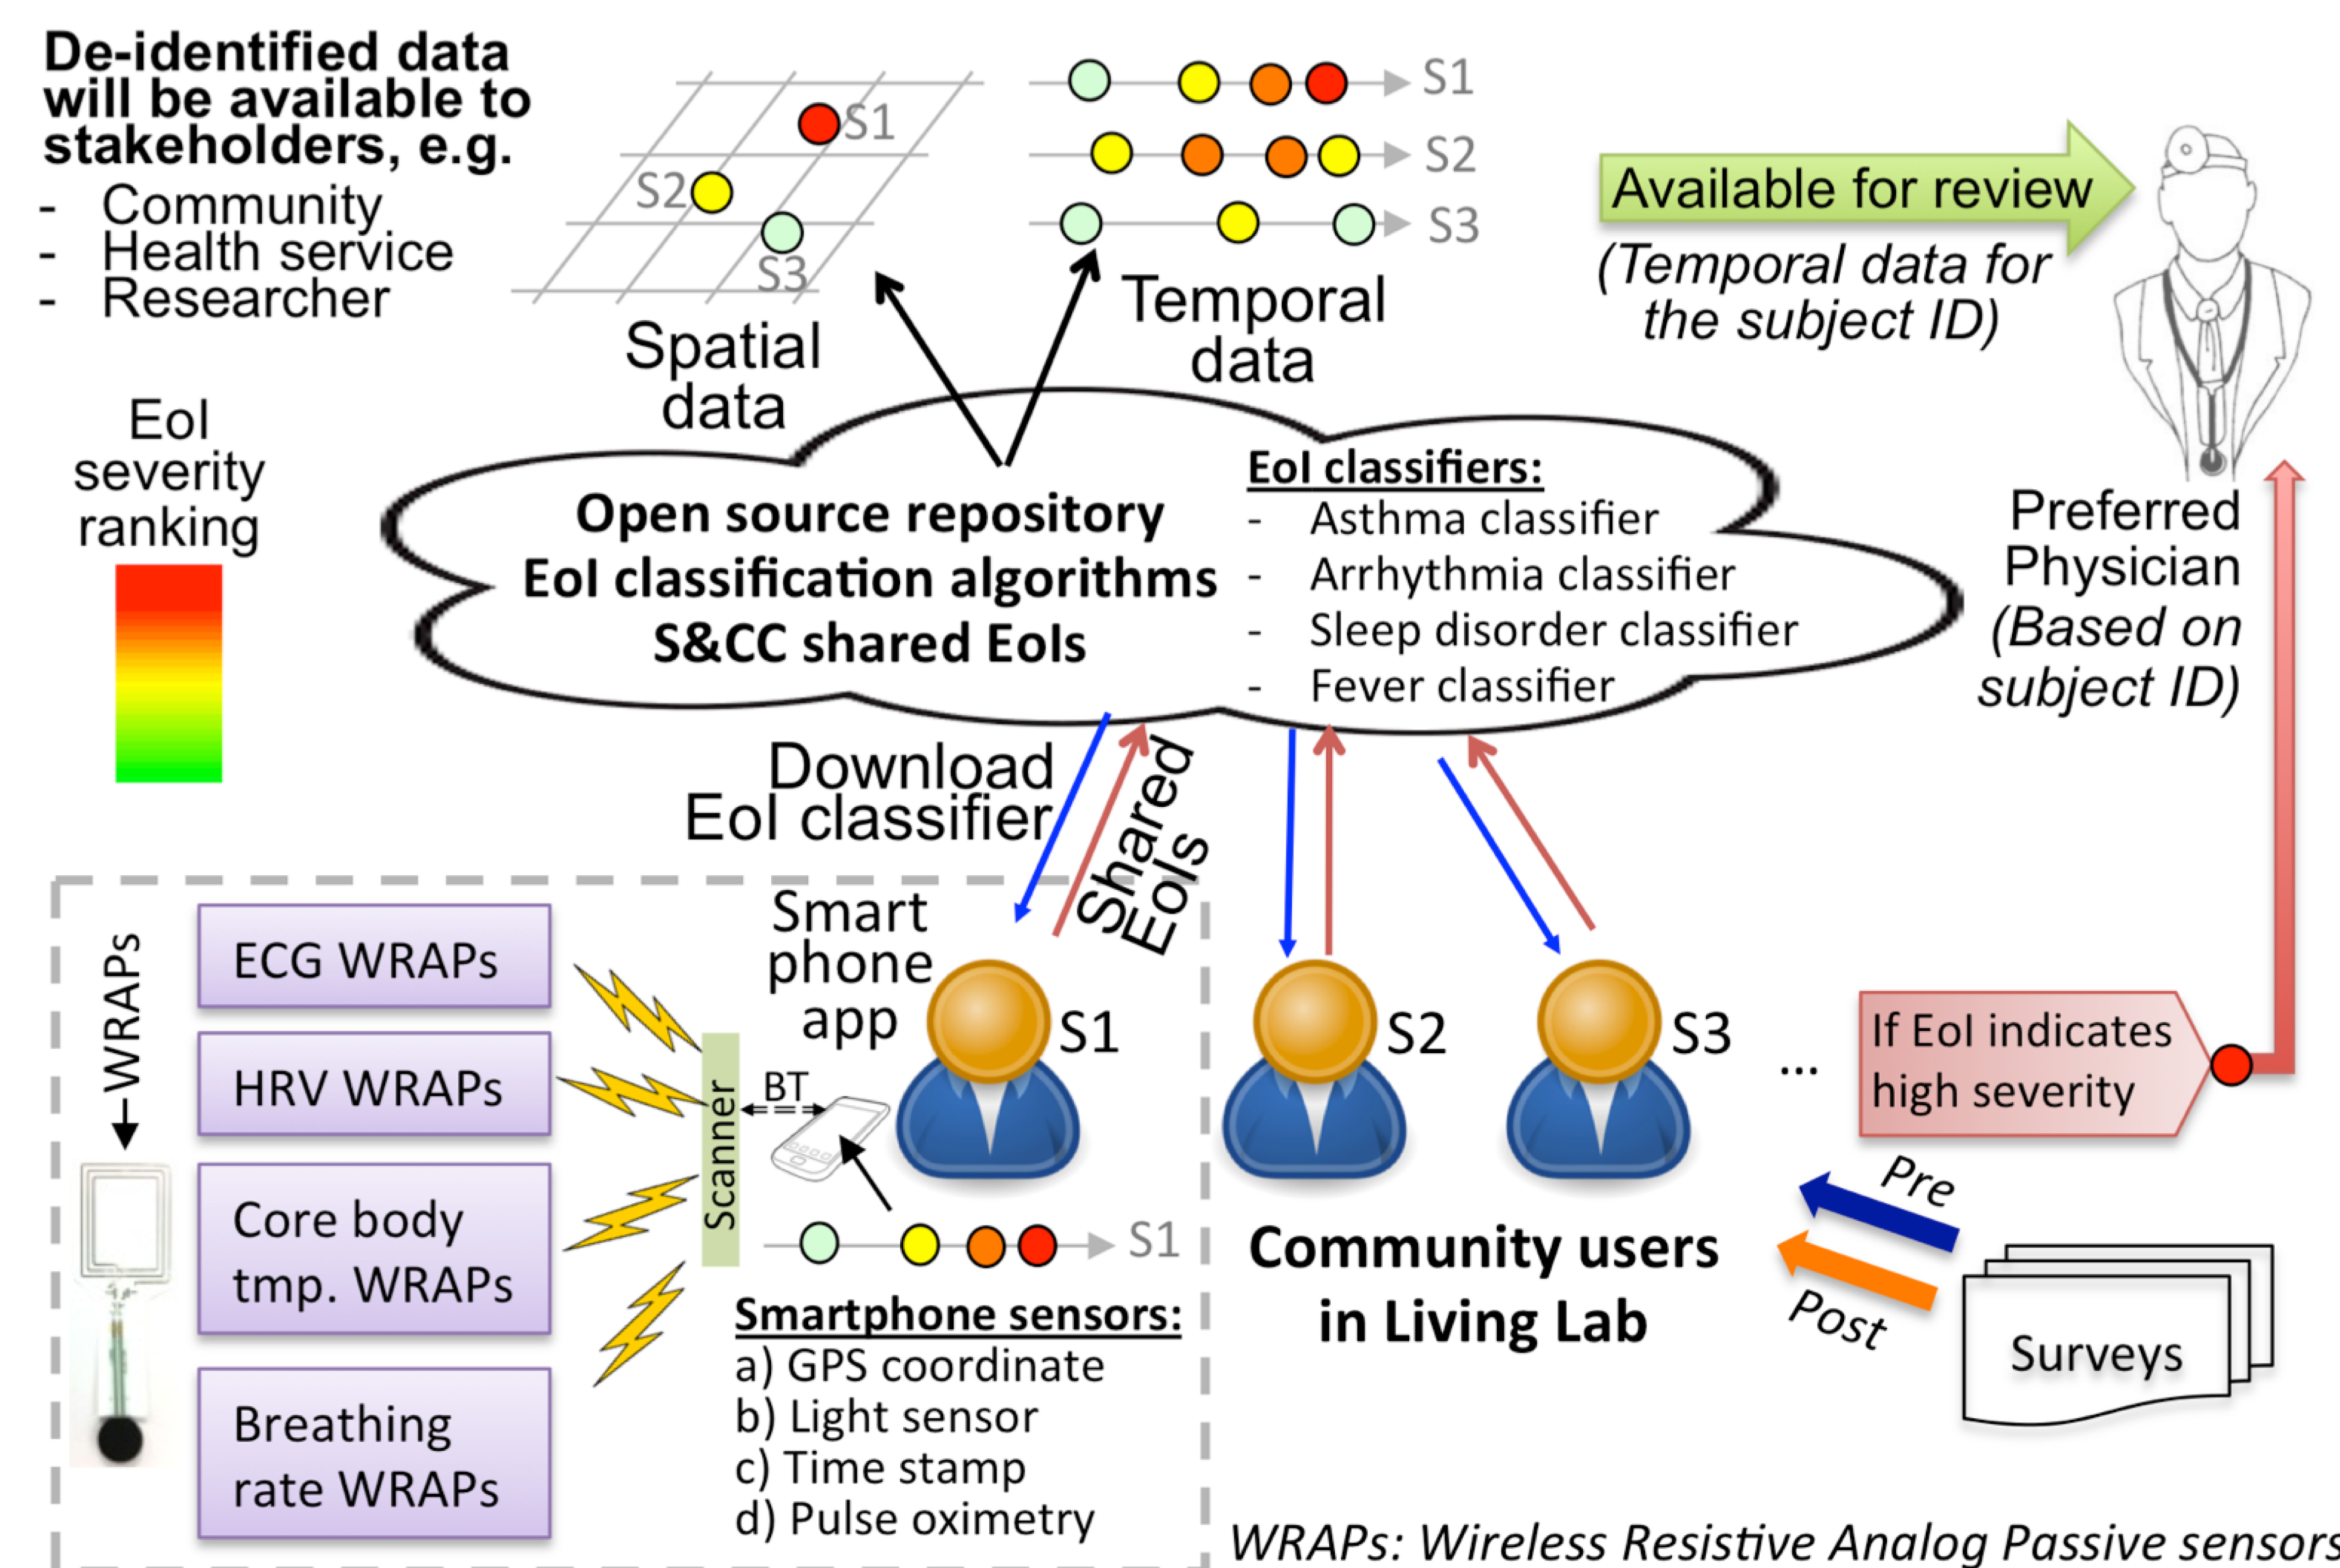 De-identified data
will be available to
stakeholders, e.g.
- Community
- Health service
- Researcher
S1
S2
S3
Spatial
data
S1
S2
S3
Temporal
data
Available for review
(Temporal data for
the subject ID)
EoI
severity
ranking
Open source repository
EoI classification algorithms
S&CC shared EoIs
EoI classifiers:
- Asthma classifier
- Arrhythmia classifier
- Sleep disorder classifier
- Fever classifier
Preferred
Physician
(Based on
subject ID)
Download
EoI classifier
Shared
EoIs
WRAPs
ECG WRAPs
HRV WRAPs
Core body
tmp. WRAPs
Breathing
rate WRAPs
Scanner
BT
Smart
phone
app
S1
S1
Smartphone sensors:
a) GPS coordinate
b) Light sensor
c) Time stamp
d) Pulse oximetry
S2
S3
...
Community users
in Living Lab
If EoI indicates
high severity
Pre
Post
Surveys
WRAPs: Wireless Resistive Analog Passive sensors